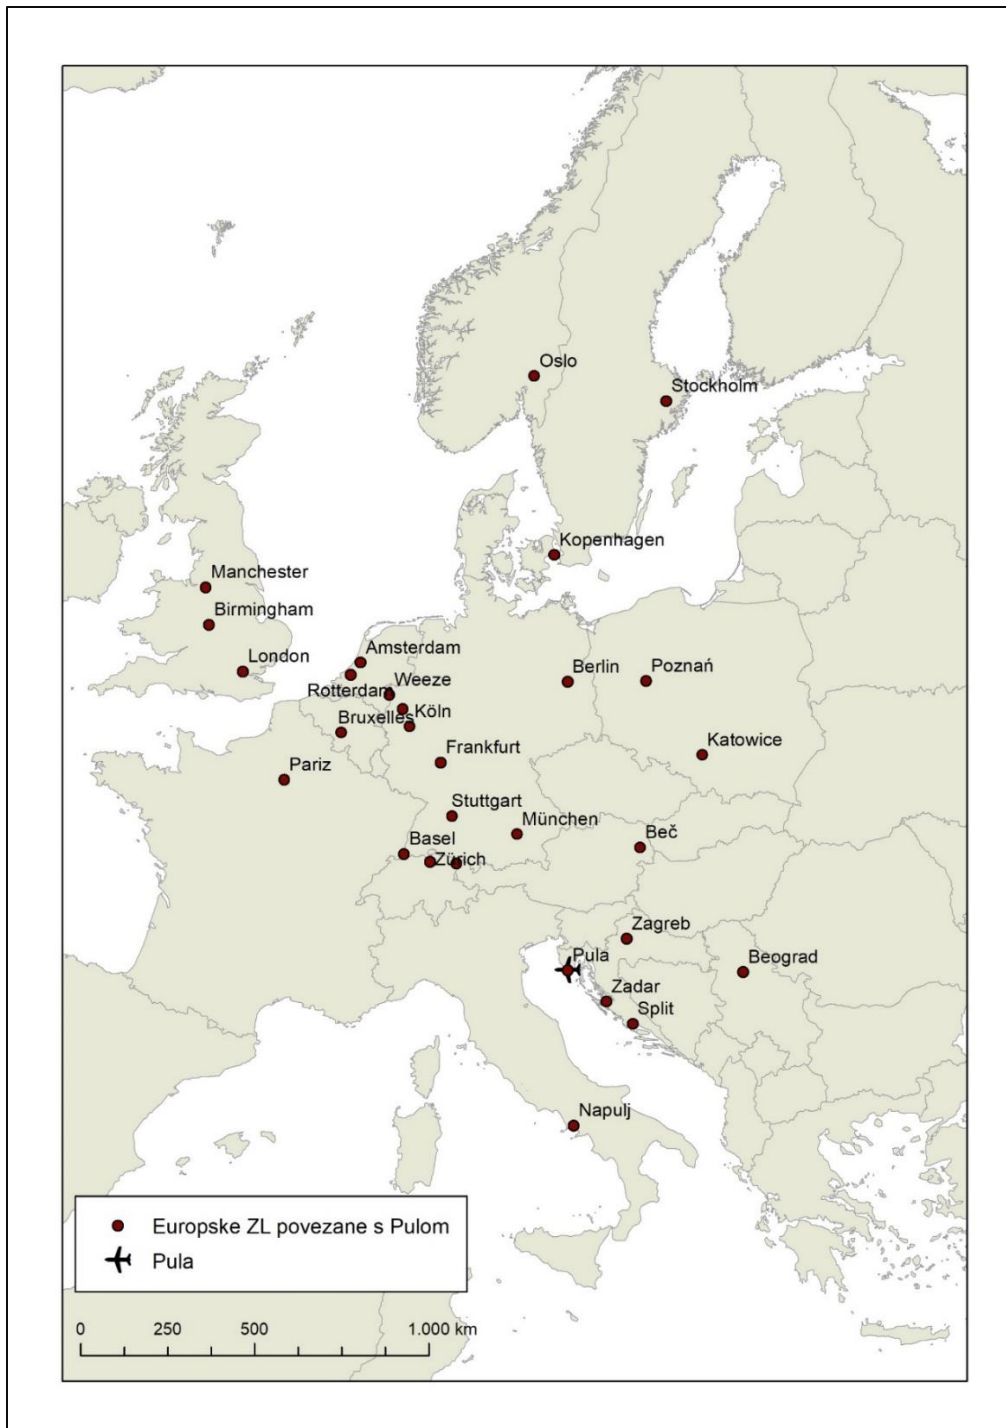 Oslo
Stockholm
Kopenhagen
Manchester
Birmingham
London
Amsterdam
Rotterdam
Weeze
Berlin
Poznań
Köln
Bruxelles
Katowice
Frankfurt
Pariz
Stuttgart
München
Beč
Basel
Zürich
Zagreb
Pula
Beograd
Zadar
Split
Napulj
Europske ZL povezane s Pulom
Pula
0 250 500 1.000 km